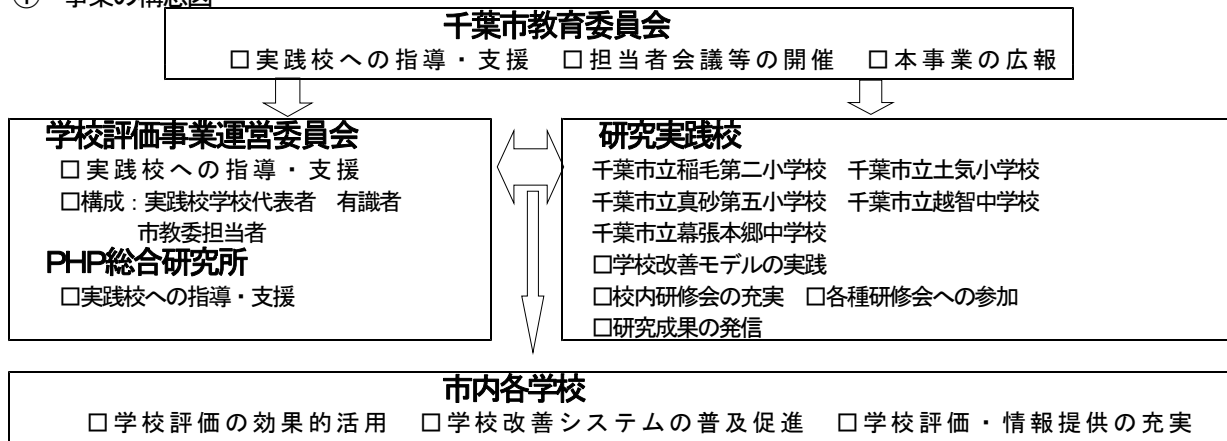 ① 事業の構想図
千葉市教育委員会
□実践校への指導・支援 □担当者会議等の開催 □本事業の広報
学校評価事業運営委員会
□実践校への指導・支援
□構成：実践校学校代表者 有識者
市教委担当者
PHP総合研究所
□実践校への指導・支援
研究実践校
千葉市立稲毛第二小学校 千葉市立土気小学校
千葉市立真砂第五小学校 千葉市立越智中学校
千葉市立幕張本郷中学校
□学校改善モデルの実践
□校内研修会の充実 □各種研修会への参加
□研究成果の発信
市内各学校
□学校評価の効果的活用 □学校改善システムの普及促進 □学校評価・情報提供の充実